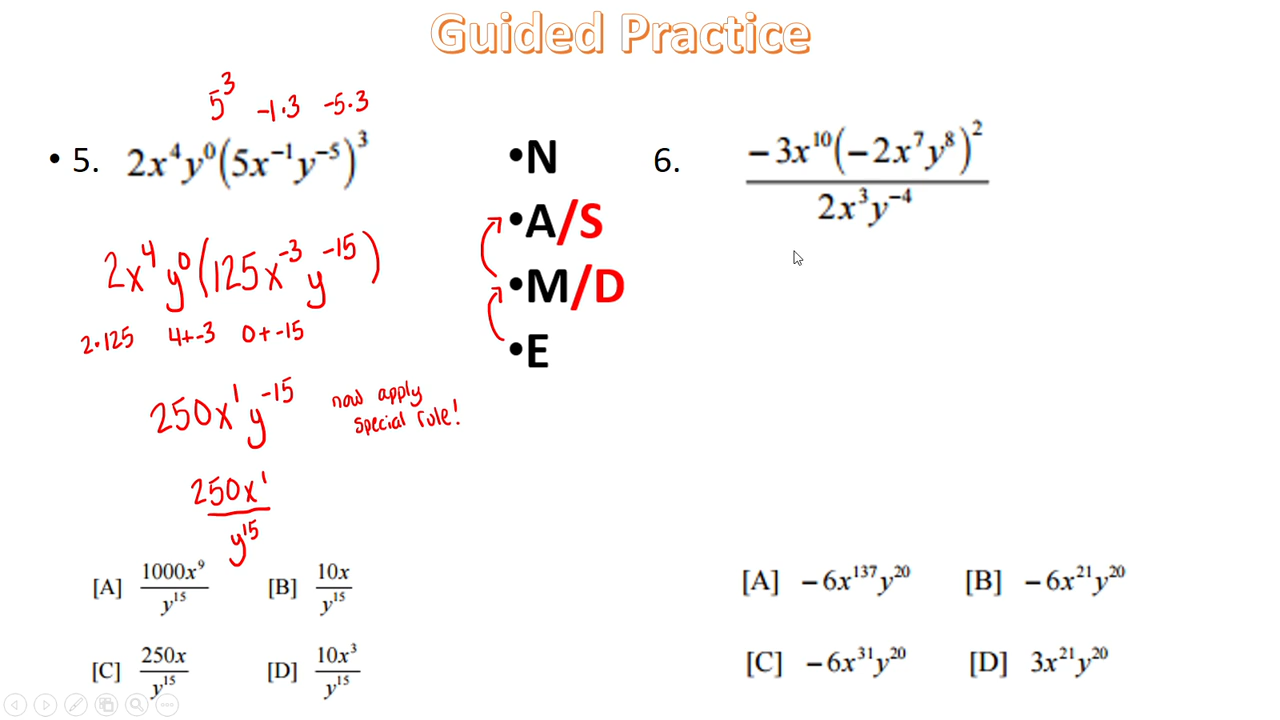 Guided Practice
5³ -1·3 -5·3
• 5. 2x⁴y⁰(5x⁻¹y⁻⁵)³
2x⁴y⁰(125x⁻³y⁻¹⁵)
2·125 4+-3 0+-15
250x¹y⁻¹⁵
now apply
special rule!
250x¹
y¹⁵
[A] 1000x⁹/y¹⁵ [B] 10x/y¹⁵
[C] 250x/y¹⁵ [D] 10x³/y¹⁵
•N
•A/S
•M/D
•E
6. −3x¹⁰(−2x⁷y⁸)²
2x³y⁻⁴
[A] −6x¹³⁷y²⁰ [B] −6x²¹y²⁰
[C] −6x³¹y²⁰ [D] 3x²¹y²⁰